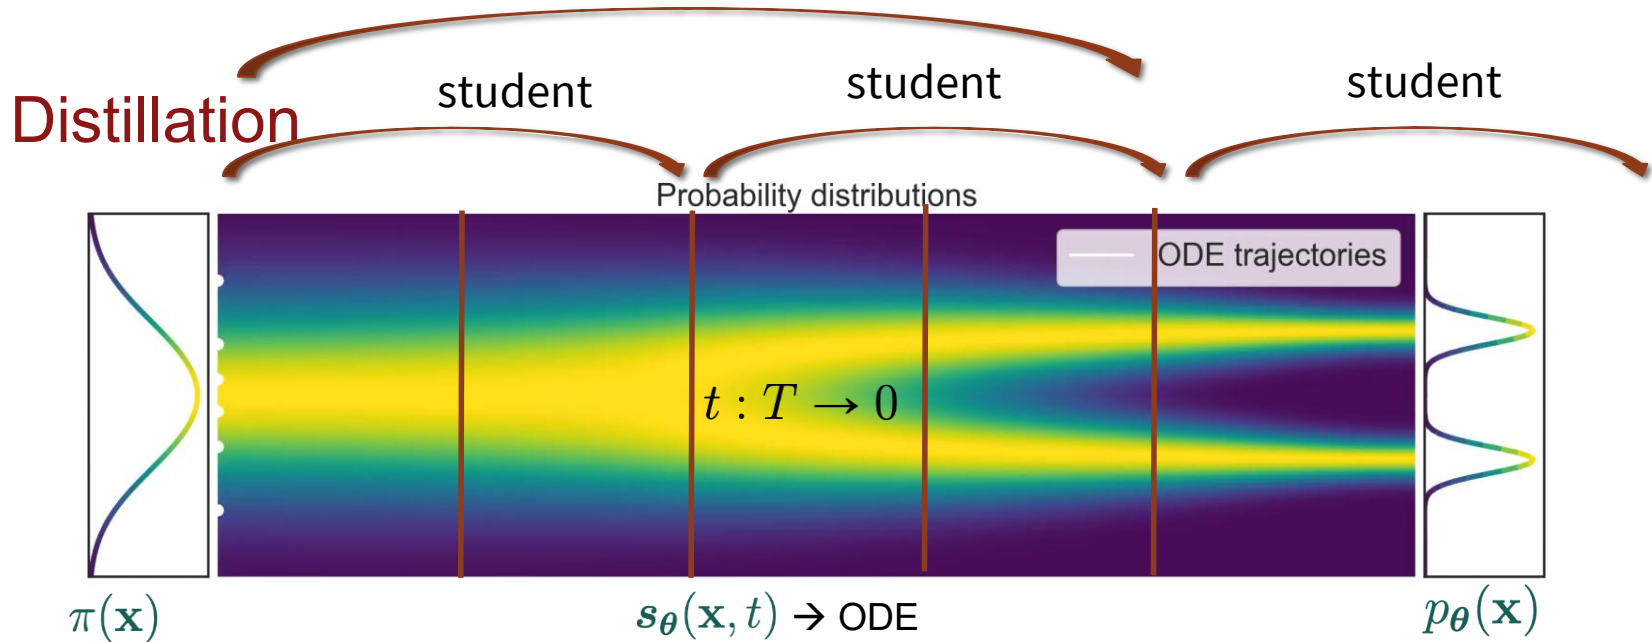 student
student
student
Distillation
Probability distributions
ODE trajectories
t : T → 0
π(x)
s_θ(x, t) → ODE
p_θ(x)